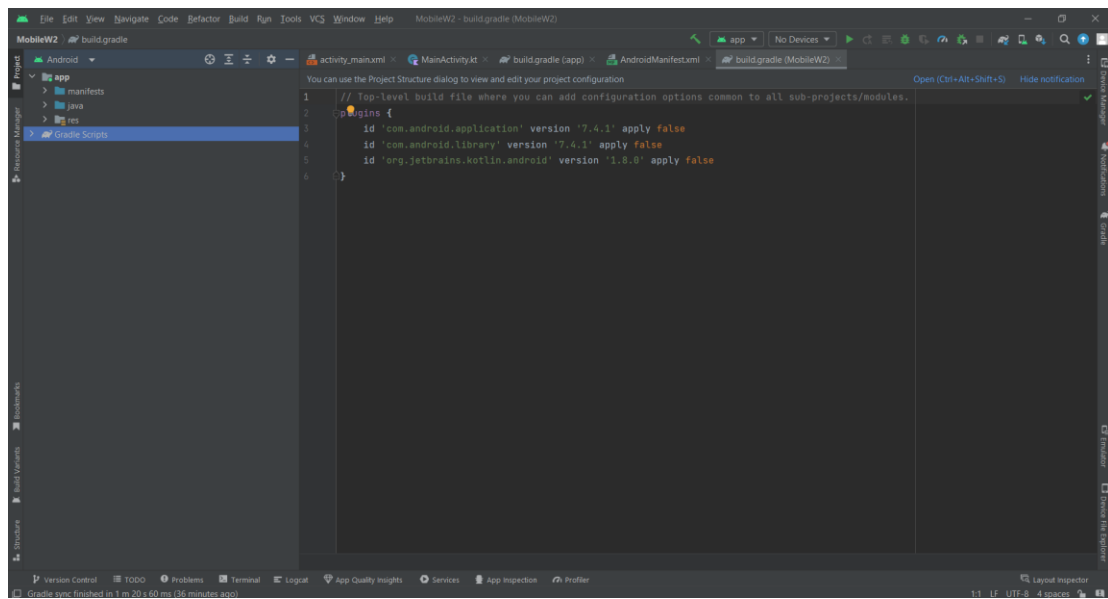 File Edit View Navigate Code Refactor Build Run Tools VCS Window Help MobileW2 - build.gradle (MobileW2)
MobileW2 build.gradle app No Devices
Android
activity_main.xml MainActivity.kt build.gradle (:app) AndroidManifest.xml build.gradle (MobileW2)
You can use the Project Structure dialog to view and edit your project configuration Open (Ctrl+Alt+Shift+S) Hide notification
app
manifests
java
res
Gradle Scripts
1 // Top-level build file where you can add configuration options common to all sub-projects/modules.
2 plugins {
3 id 'com.android.application' version '7.4.1' apply false
4 id 'com.android.library' version '7.4.1' apply false
5 id 'org.jetbrains.kotlin.android' version '1.8.0' apply false
6 }
Project
Resource Manager
Bookmarks
Build Variants
Structure
Device Manager
Notifications
Gradle
Emulator
Device File Explorer
Version Control TODO Problems Terminal Logcat App Quality Insights Services App Inspection Profiler Layout Inspector
Gradle sync finished in 1 m 20 s 60 ms (36 minutes ago) 1:1 LF UTF-8 4 spaces